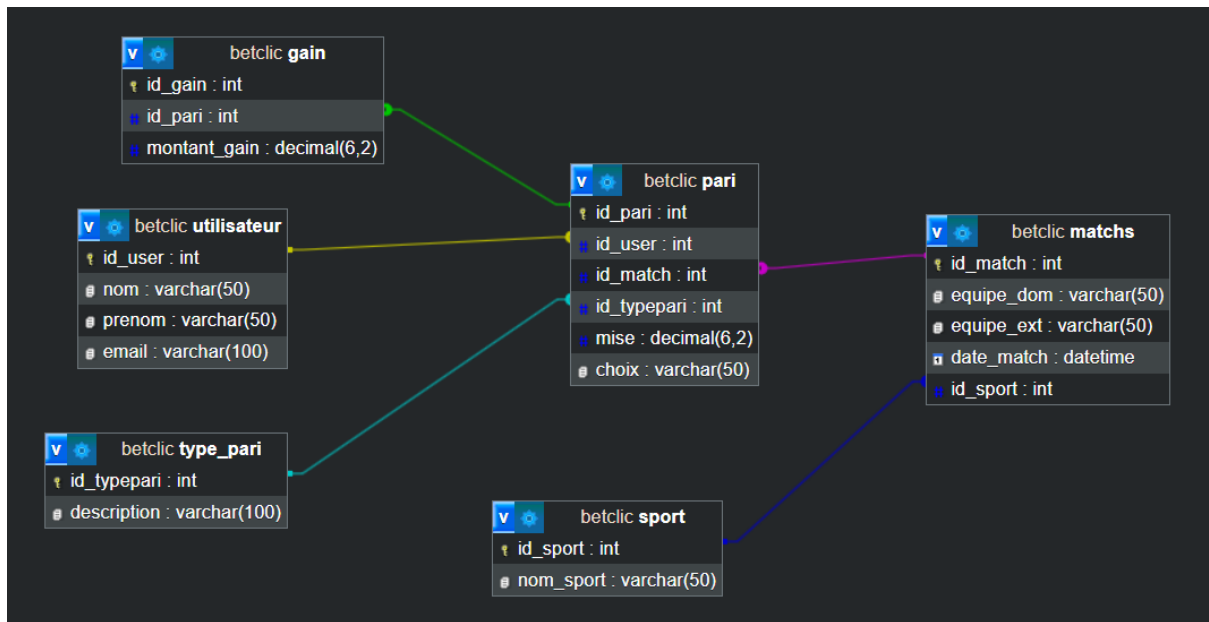 v betclic gain
id_gain : int
# id_pari : int
# montant_gain : decimal(6,2)
v betclic utilisateur
id_user : int
nom : varchar(50)
prenom : varchar(50)
email : varchar(100)
v betclic type_pari
id_typepari : int
description : varchar(100)
v betclic pari
id_pari : int
# id_user : int
# id_match : int
# id_typepari : int
# mise : decimal(6,2)
choix : varchar(50)
v betclic sport
id_sport : int
nom_sport : varchar(50)
v betclic matchs
id_match : int
equipe_dom : varchar(50)
equipe_ext : varchar(50)
date_match : datetime
# id_sport : int